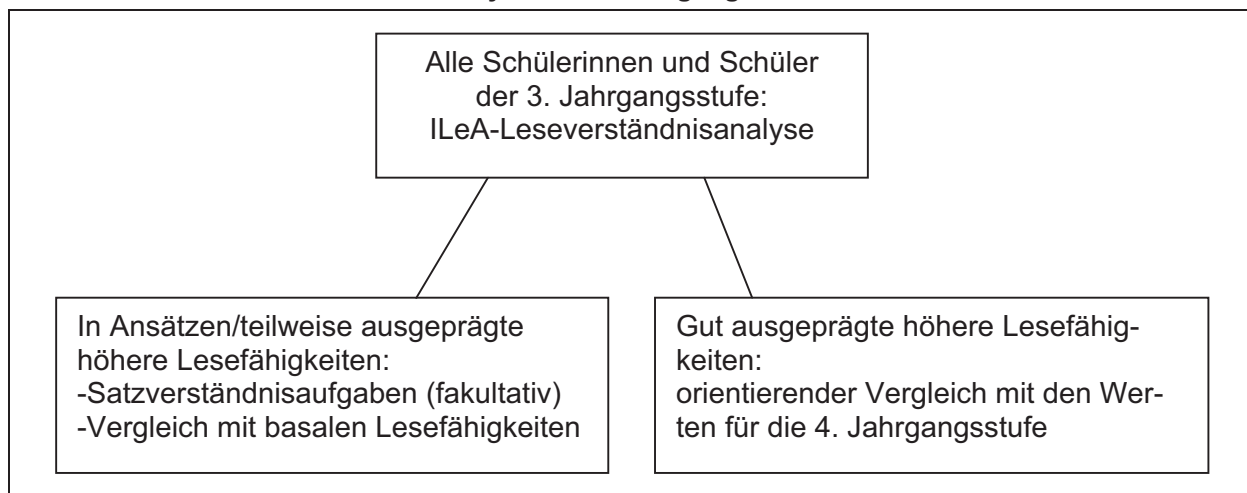 Alle Schülerinnen und Schüler
der 3. Jahrgangsstufe:
ILeA-Leseverständnisanalyse
In Ansätzen/teilweise ausgeprägte
höhere Lesefähigkeiten:
-Satzverständnisaufgaben (fakultativ)
-Vergleich mit basalen Lesefähigkeiten
Gut ausgeprägte höhere Lesefähig-
keiten:
orientierender Vergleich mit den Wer-
ten für die 4. Jahrgangsstufe